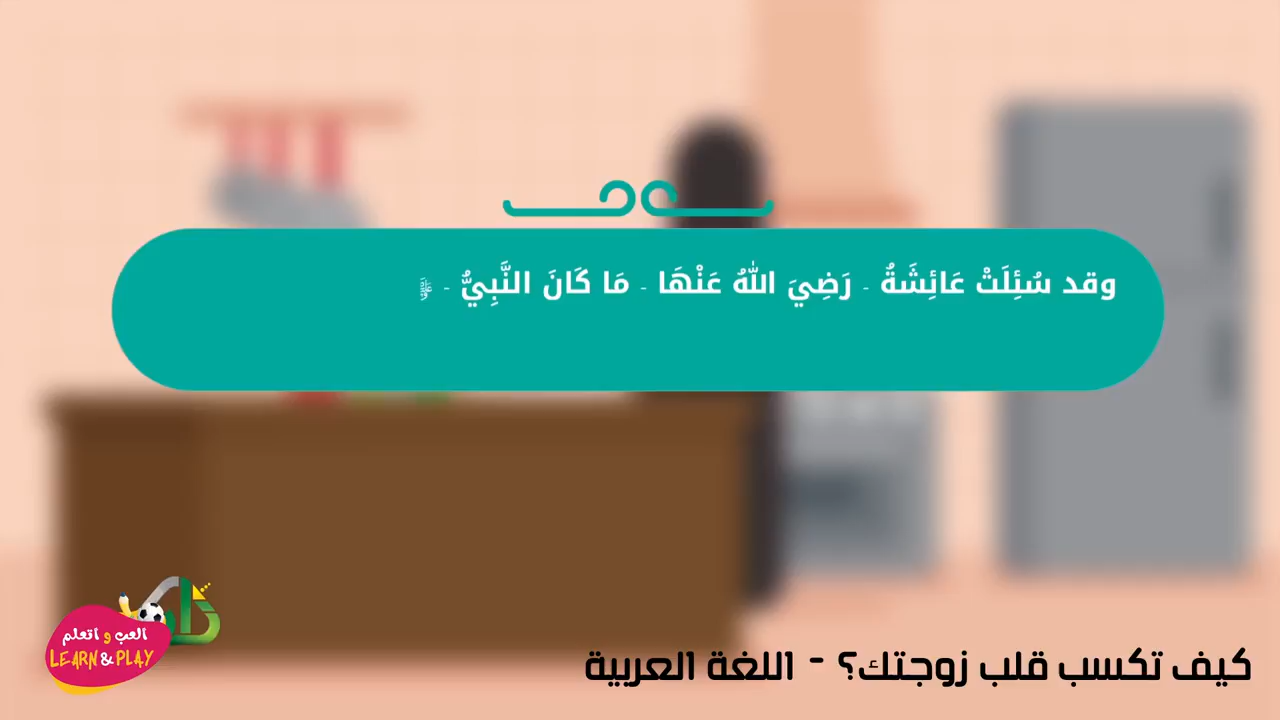 وقد سُئِلَتْ عَائِشَةُ - رَضِيَ اللهُ عَنْهَا - مَا كَانَ النَّبِيُّ - ﷺ
العب و اتعلم
LEARN & PLAY
كيف تكسب قلب زوجتك؟ - اللغة العربية